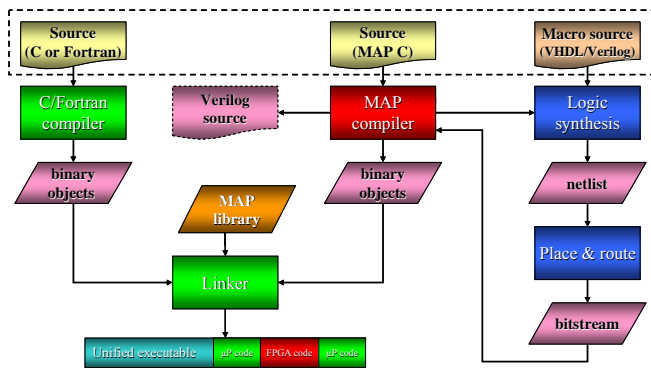 Source
(C or Fortran)
Source
(MAP C)
Macro source
(VHDL/Verilog)
C/Fortran
compiler
Verilog
source
MAP
compiler
Logic
synthesis
binary
objects
MAP
library
binary
objects
netlist
Linker
Place & route
bitstream
Unified executable
µP code
FPGA code
µP code